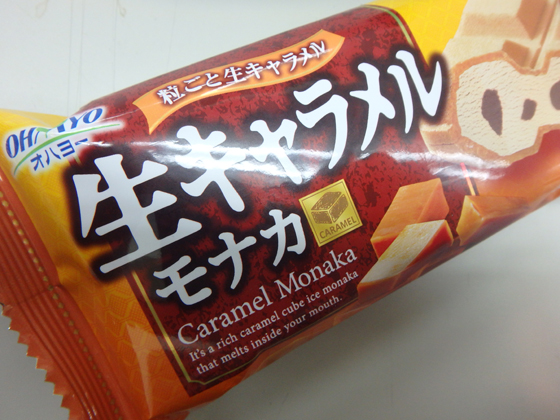 粒ごと生キャラメル
OHAYO
オハヨー
生キャラメル
モナカ
CARAMEL
Caramel Monaka
It's a rich caramel cube ice monaka
that melts inside your mouth.